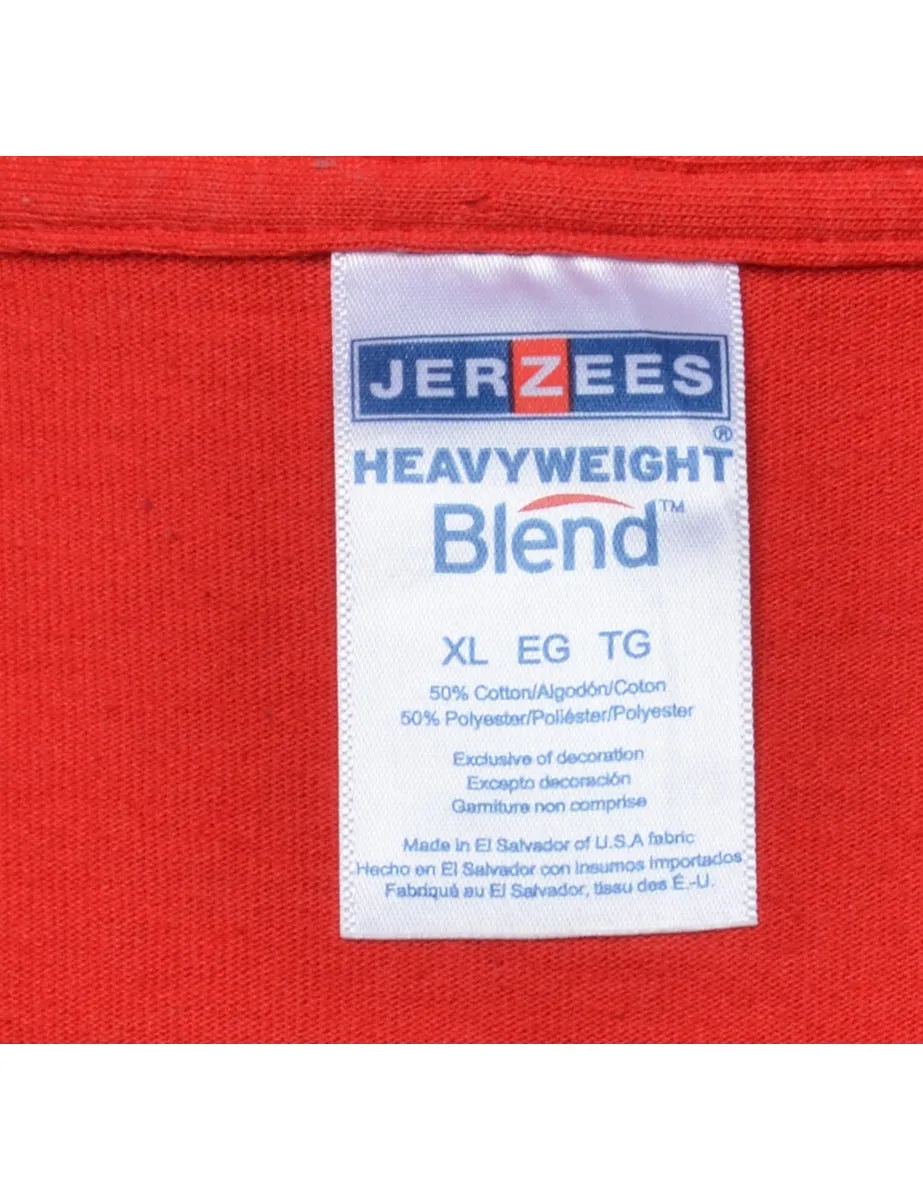 JERZEES
®
HEAVYWEIGHT
Blend™
XL EG TG
50% Cotton/Algodón/Coton
50% Polyester/Poliéster/Polyester
Exclusive of decoration
Excepto decoración
Garniture non comprise
Made in El Salvador of U.S.A fabric
Hecho en El Salvador con insumos importados
Fabriqué au El Salvador, tissu des É.-U.